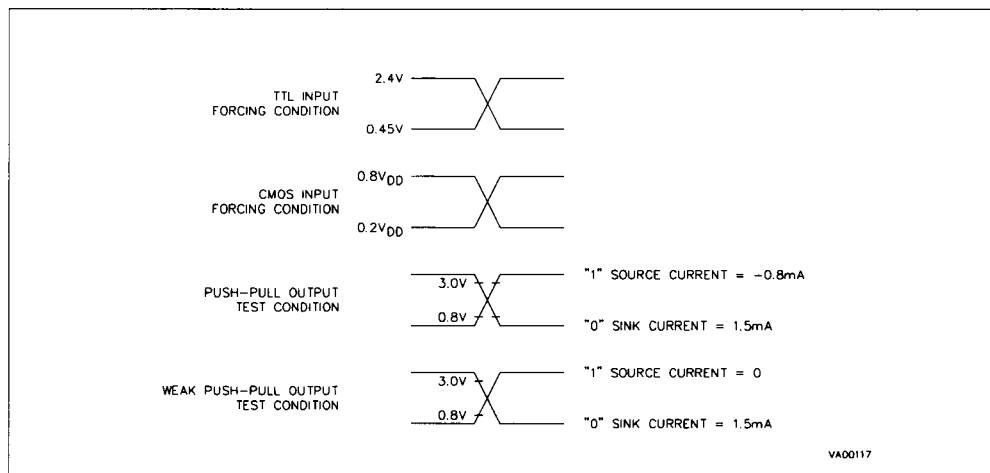 2.4V
TTL INPUT
FORCING CONDITION
0.45V
0.8VDD
CMOS INPUT
FORCING CONDITION
0.2VDD
3.0V
"1" SOURCE CURRENT = -0.8mA
PUSH-PULL OUTPUT
TEST CONDITION
0.8V
"0" SINK CURRENT = 1.5mA
3.0V
"1" SOURCE CURRENT = 0
WEAK PUSH-PULL OUTPUT
TEST CONDITION
0.8V
"0" SINK CURRENT = 1.5mA
VA00117